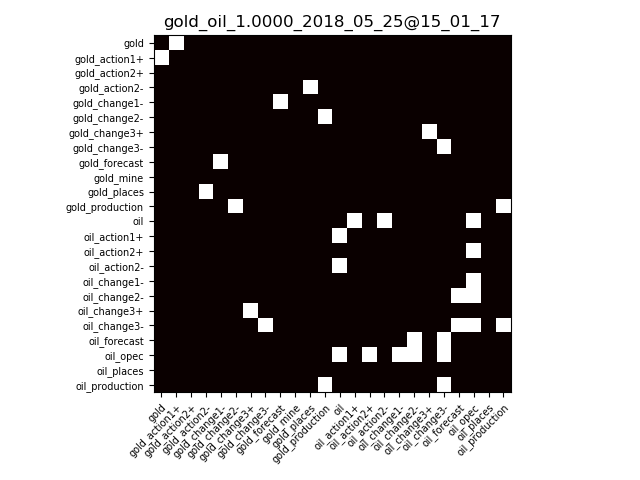 gold_oil_1.0000_2018_05_25@15_01_17
gold
gold_action1+
gold_action2+
gold_action2-
gold_change1-
gold_change2-
gold_change3+
gold_change3-
gold_forecast
gold_mine
gold_places
gold_production
oil
oil_action1+
oil_action2+
oil_action2-
oil_change1-
oil_change2-
oil_change3+
oil_change3-
oil_forecast
oil_opec
oil_places
oil_production
gold
gold_action1+
gold_action2+
gold_action2-
gold_change1-
gold_change2-
gold_change3+
gold_change3-
gold_forecast
gold_mine
gold_places
gold_production
oil
oil_action1+
oil_action2+
oil_action2-
oil_change1-
oil_change2-
oil_change3+
oil_change3-
oil_forecast
oil_opec
oil_places
oil_production